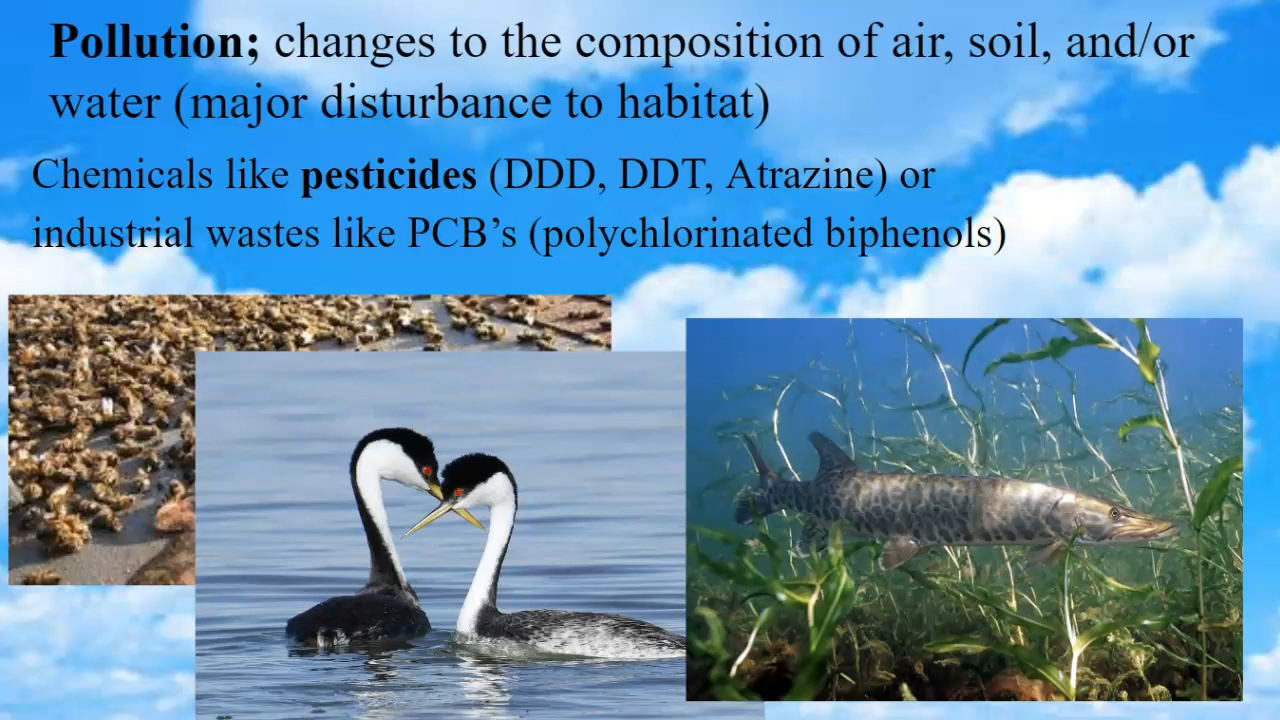 Pollution; changes to the composition of air, soil, and/or
water (major disturbance to habitat)
Chemicals like pesticides (DDD, DDT, Atrazine) or
industrial wastes like PCB’s (polychlorinated biphenols)